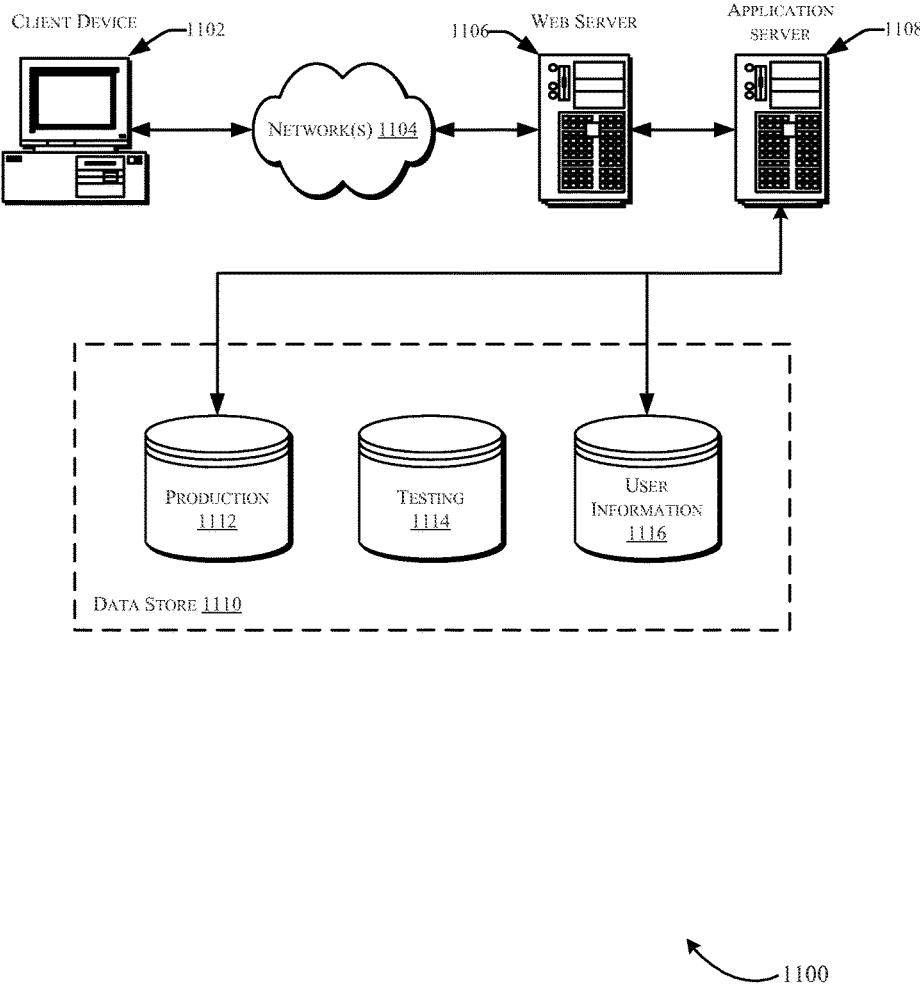 CLIENT DEVICE
1102
1106
WEB SERVER
APPLICATION
SERVER
1108
NETWORK(S) 1104
PRODUCTION
1112
TESTING
1114
USER
INFORMATION
1116
DATA STORE 1110
1100